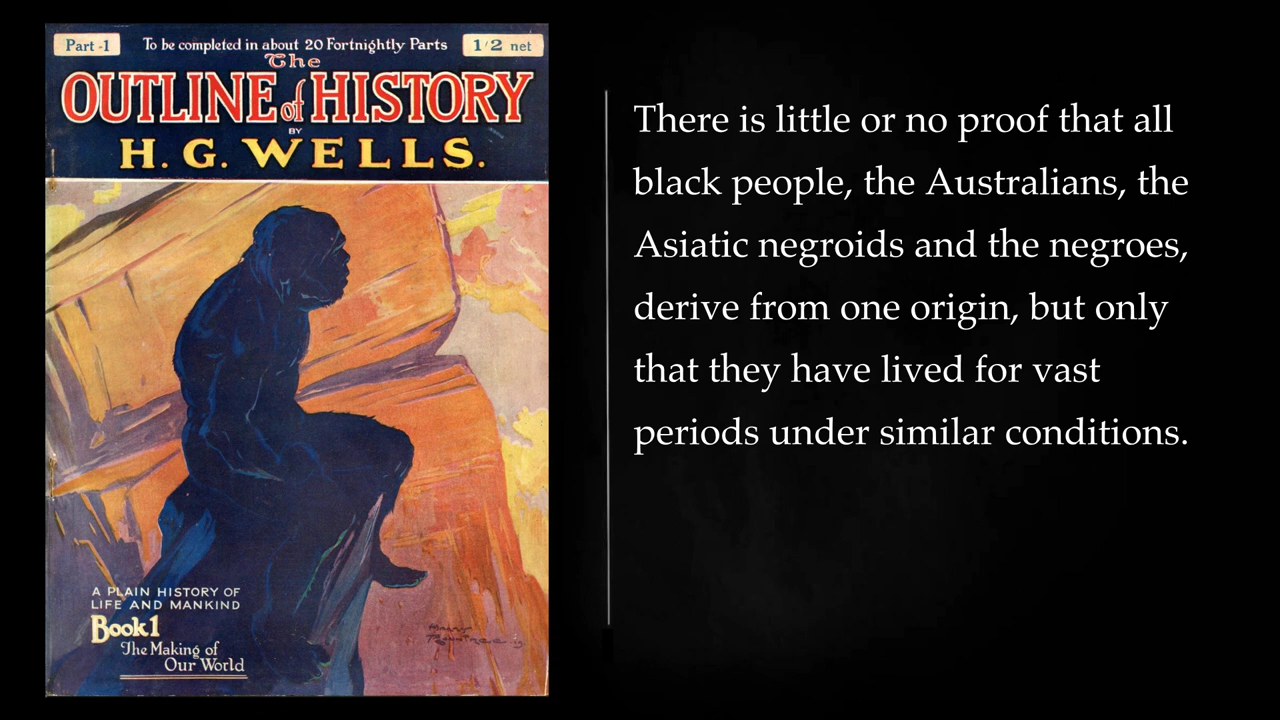 Part -1
To be completed in about 20 Fortnightly Parts
1/2 net
The
OUTLINE of HISTORY
BY
H. G. WELLS.
A PLAIN HISTORY OF
LIFE AND MANKIND
Book 1
The Making of
Our World
There is little or no proof that all
black people, the Australians, the
Asiatic negroids and the negroes,
derive from one origin, but only
that they have lived for vast
periods under similar conditions.